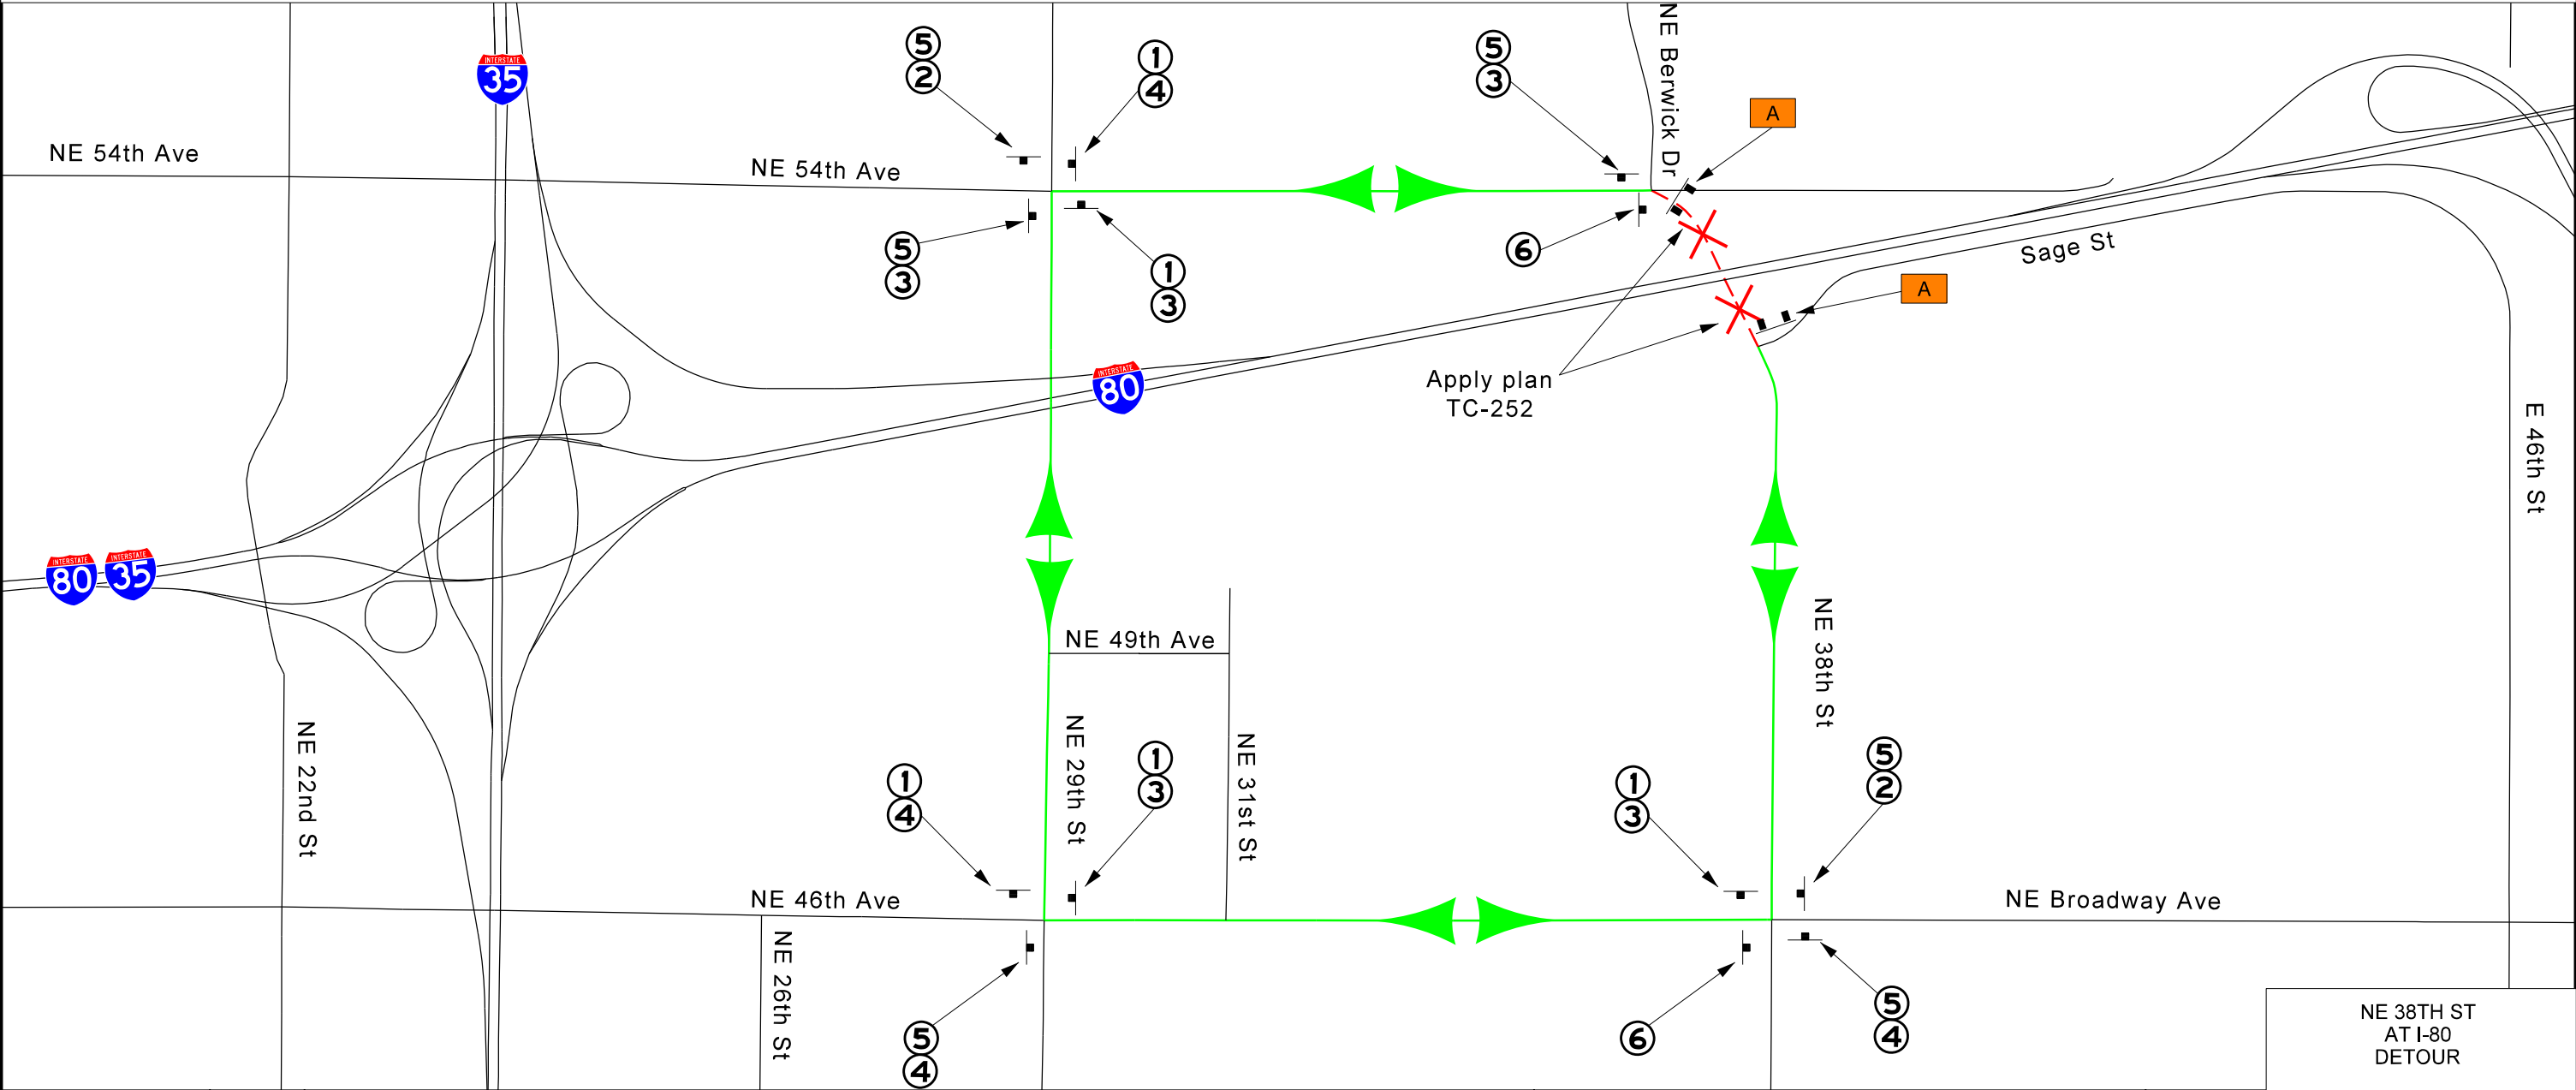 INTERSTATE
35
5
2
1
4
5
3
NE Berwick Dr
A
NE 54th Ave
NE 54th Ave
5
3
1
3
6
Sage St
A
INTERSTATE
80
Apply plan
TC-252
E 46th St
INTERSTATE
80
INTERSTATE
35
NE 49th Ave
NE 38th St
NE 22nd St
NE 29th St
NE 31st St
1
4
1
3
1
3
5
2
NE 46th Ave
NE Broadway Ave
NE 26th St
5
4
6
5
4
NE 38TH ST
AT I-80
DETOUR